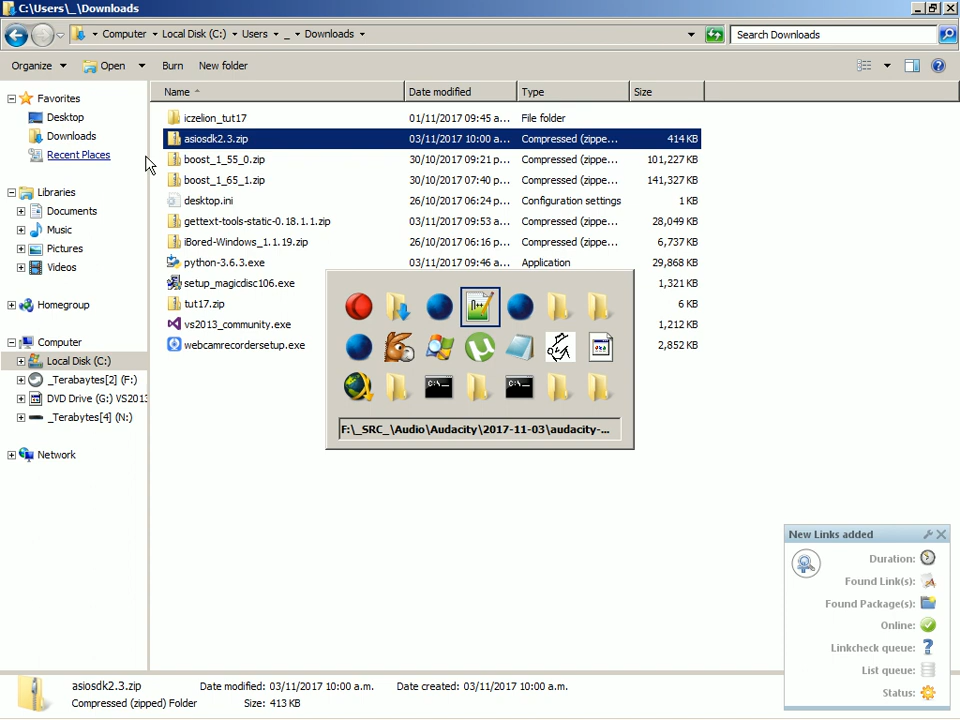 C:\Users\_\Downloads
Computer Local Disk (C:) Users _ Downloads
Search Downloads
Organize Open Burn New folder
Name Date modified Type Size
Favorites
Desktop
Downloads
Recent Places
Libraries
Documents
Music
Pictures
Videos
Homegroup
Computer
Local Disk (C:)
_Terabaytes[2] (F:)
DVD Drive (G:) VS2013
_Terabytes[4] (N:)
Network
iczelion_tut17 01/11/2017 09:45 a... File folder
asiosdk2.3.zip 03/11/2017 10:00 a... Compressed (zippe... 414 KB
boost_1_55_0.zip 30/10/2017 09:21 p... Compressed (zippe... 101,227 KB
boost_1_65_1.zip 30/10/2017 07:40 p... Compressed (zippe... 141,327 KB
desktop.ini 26/10/2017 06:24 p... Configuration settings 1 KB
gettext-tools-static-0.18.1.1.zip 03/11/2017 09:53 a... Compressed (zippe... 28,049 KB
iBored-Windows_1.1.19.zip 26/10/2017 06:16 p... Compressed (zippe... 6,737 KB
python-3.6.3.exe 03/11/2017 09:46 a... Application 29,868 KB
setup_magicdisc106.exe 1,321 KB
tut17.zip 6 KB
vs2013_community.exe 1,212 KB
webcamrecordersetup.exe 2,852 KB
n++
C:\_ C:\_
F:\_SRC_\Audio\Audacity\2017-11-03\audacity-...
New Links added
Duration:
Found Link(s):
Found Package(s):
Online:
Linkcheck queue:
List queue:
Status:
asiosdk2.3.zip Date modified: 03/11/2017 10:00 a.m. Date created: 03/11/2017 10:00 a.m.
Compressed (zipped) Folder Size: 413 KB